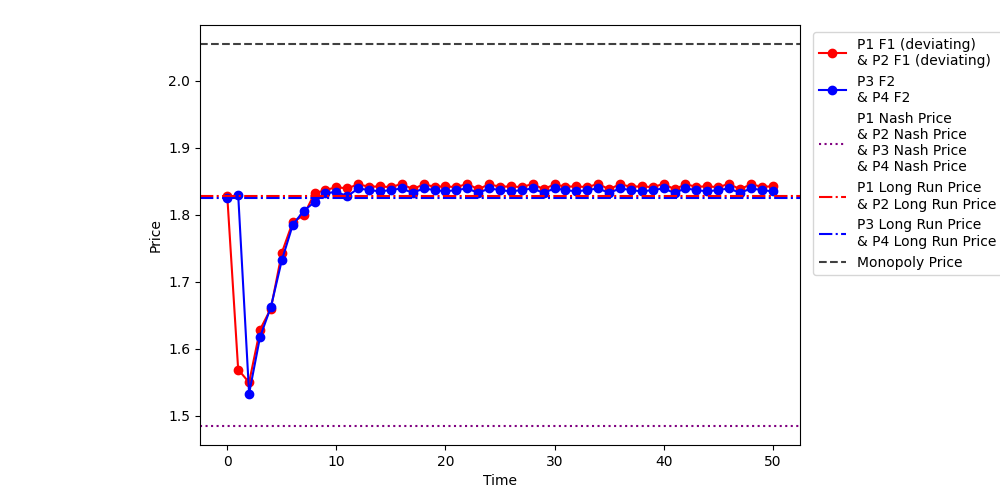 2.0
1.9
1.8
1.7
1.6
1.5
Price
0 10 20 30 40 50
Time
P1 F1 (deviating)
& P2 F1 (deviating)
P3 F2
& P4 F2
P1 Nash Price
& P2 Nash Price
& P3 Nash Price
& P4 Nash Price
P1 Long Run Price
& P2 Long Run Price
P3 Long Run Price
& P4 Long Run Price
Monopoly Price